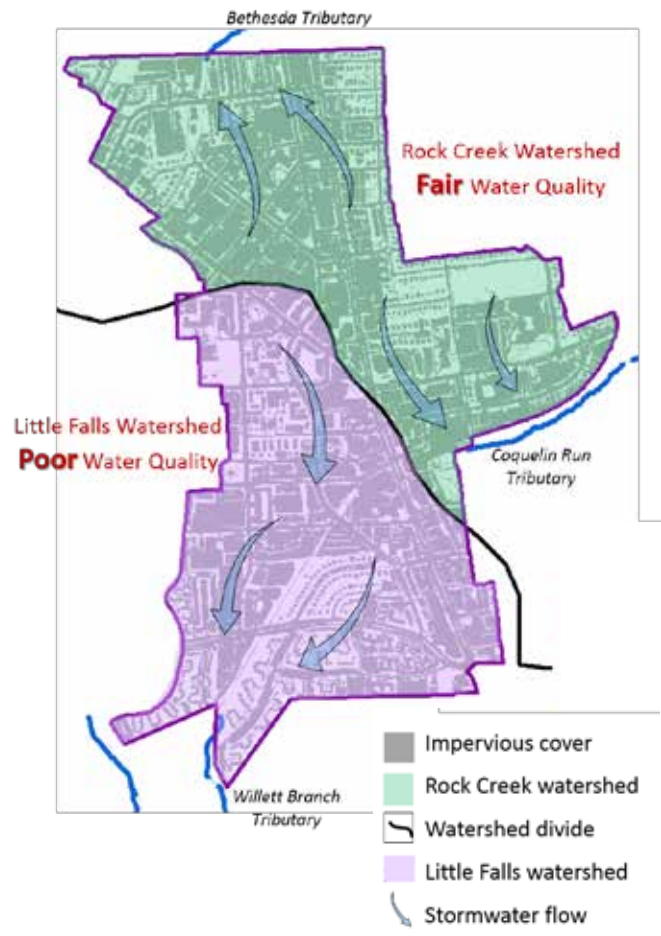 Bethesda Tributary
Rock Creek Watershed
Fair Water Quality
Little Falls Watershed
Poor Water Quality
Coquelin Run
Tributary
Willett Branch
Tributary
Impervious cover
Rock Creek watershed
Watershed divide
Little Falls watershed
Stormwater flow